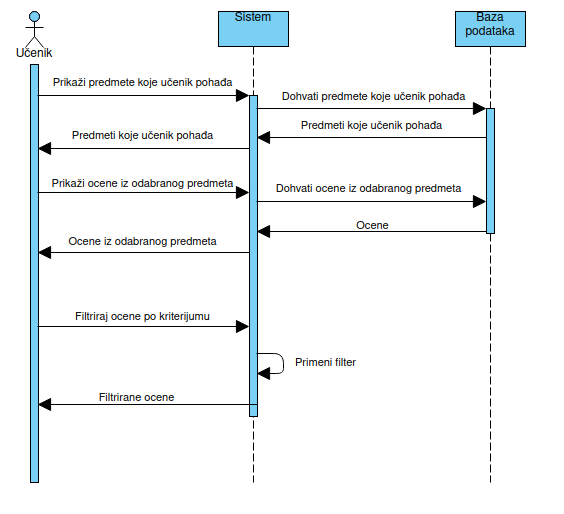 Sistem
Baza
podataka
Učenik
Prikaži predmete koje učenik pohađa
Dohvati predmete koje učenik pohađa
Predmeti koje učenik pohađa
Predmeti koje učenik pohađa
Prikaži ocene iz odabranog predmeta
Dohvati ocene iz odabranog predmeta
Ocene
Ocene iz odabranog predmeta
Filtriraj ocene po kriterijumu
Primeni filter
Filtrirane ocene